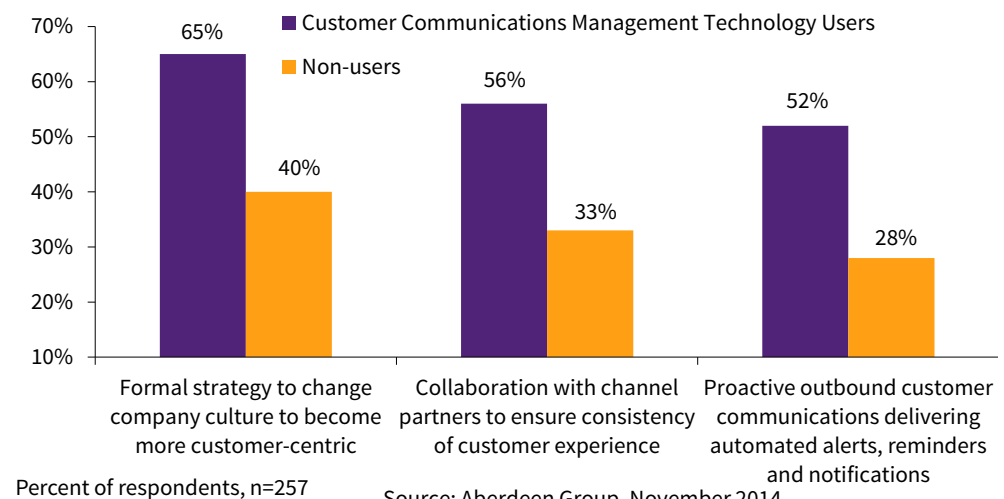 70%
60%
50%
40%
30%
20%
10%
Customer Communications Management Technology Users
Non-users
65%
40%
56%
33%
52%
28%
Formal strategy to change
company culture to become
more customer-centric
Collaboration with channel
partners to ensure consistency
of customer experience
Proactive outbound customer
communications delivering
automated alerts, reminders
and notifications
Percent of respondents, n=257
Source: Aberdeen Group, November 2014